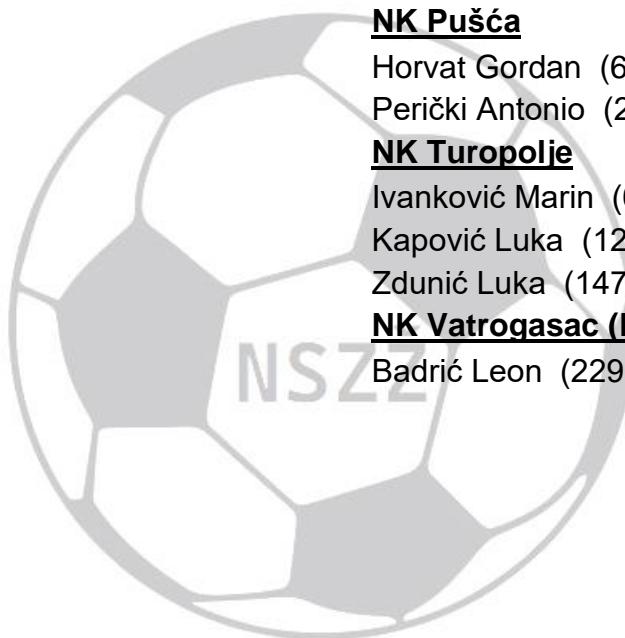 NK Pušća
Horvat Gordan (6
Perički Antonio (2
NK Turopolje
Ivanković Marin (
Kapović Luka (12
Zdunić Luka (147
NK Vatrogasac (
Badrić Leon (229
NSZZ